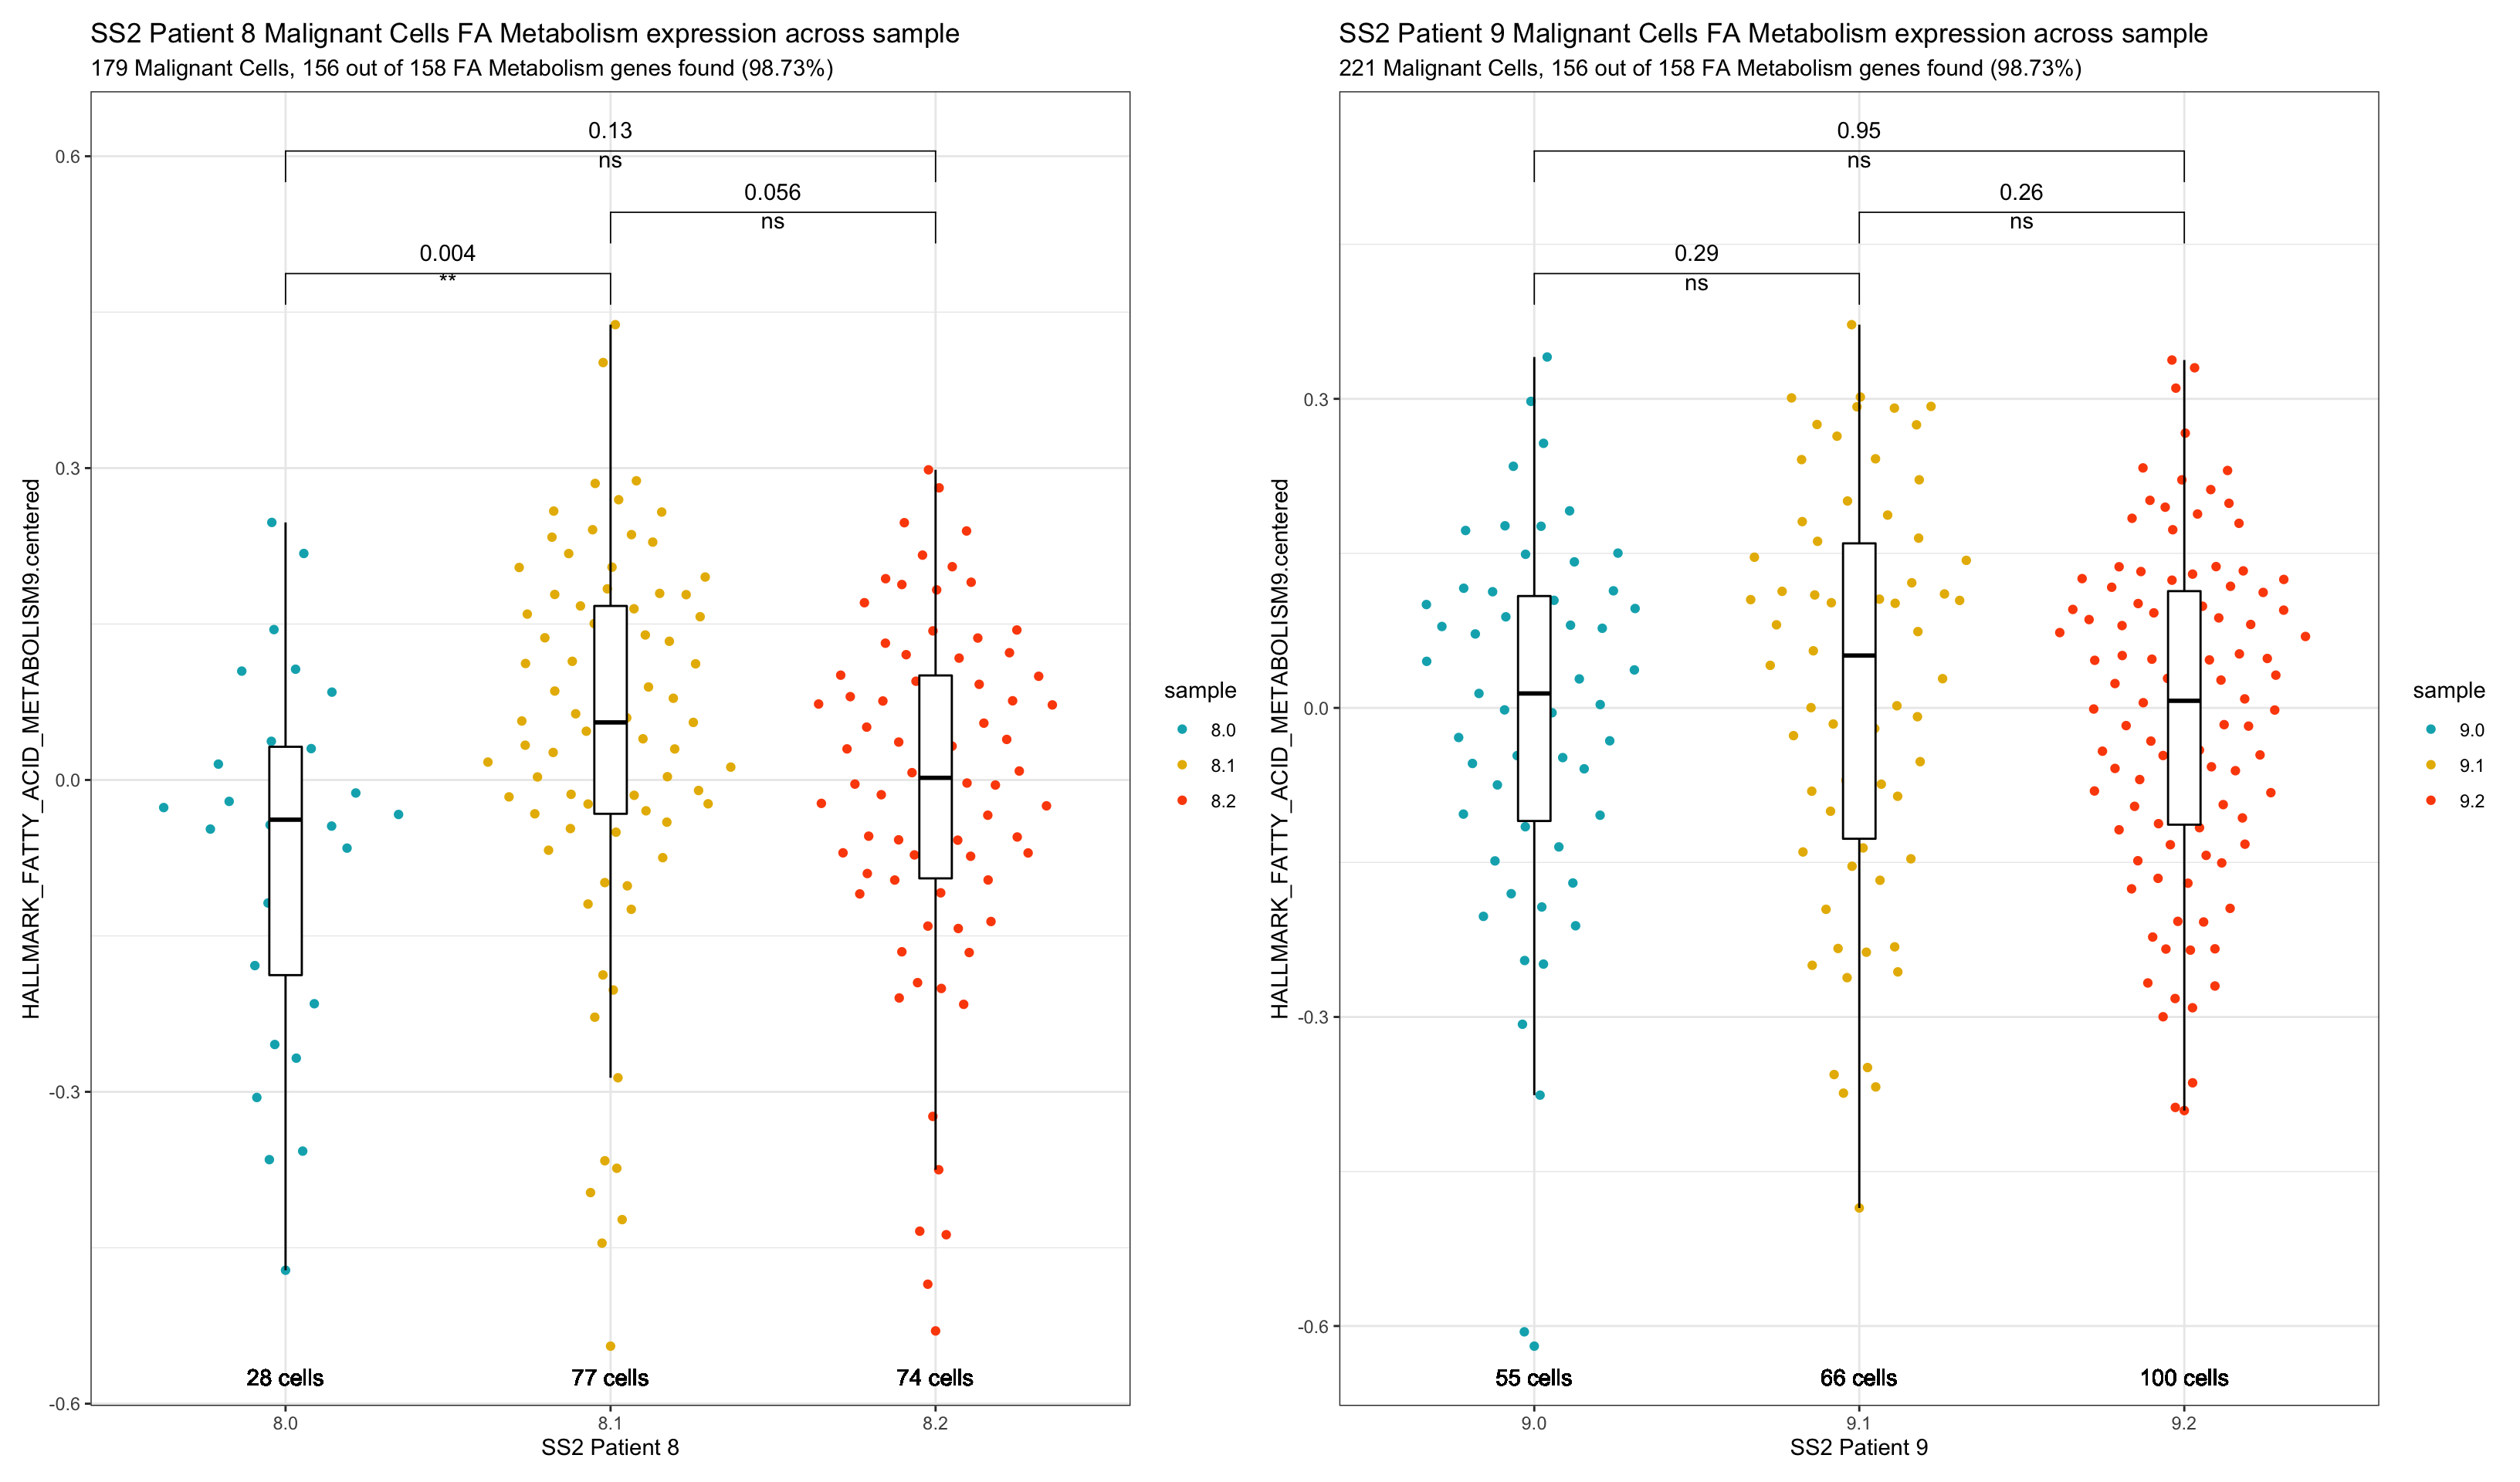 SS2 Patient 8 Malignant Cells FA Metabolism expression across sample
179 Malignant Cells, 156 out of 158 FA Metabolism genes found (98.73%)
HALLMARK_FATTY_ACID_METABOLISM9.centered
0.6
0.3
0.0
-0.3
-0.6
0.13
ns
0.056
ns
0.004
**
28 cells
77 cells
74 cells
8.0
8.1
8.2
SS2 Patient 8
sample
8.0
8.1
8.2
SS2 Patient 9 Malignant Cells FA Metabolism expression across sample
221 Malignant Cells, 156 out of 158 FA Metabolism genes found (98.73%)
HALLMARK_FATTY_ACID_METABOLISM9.centered
0.3
0.0
-0.3
-0.6
0.95
ns
0.26
ns
0.29
ns
55 cells
66 cells
100 cells
9.0
9.1
9.2
SS2 Patient 9
sample
9.0
9.1
9.2